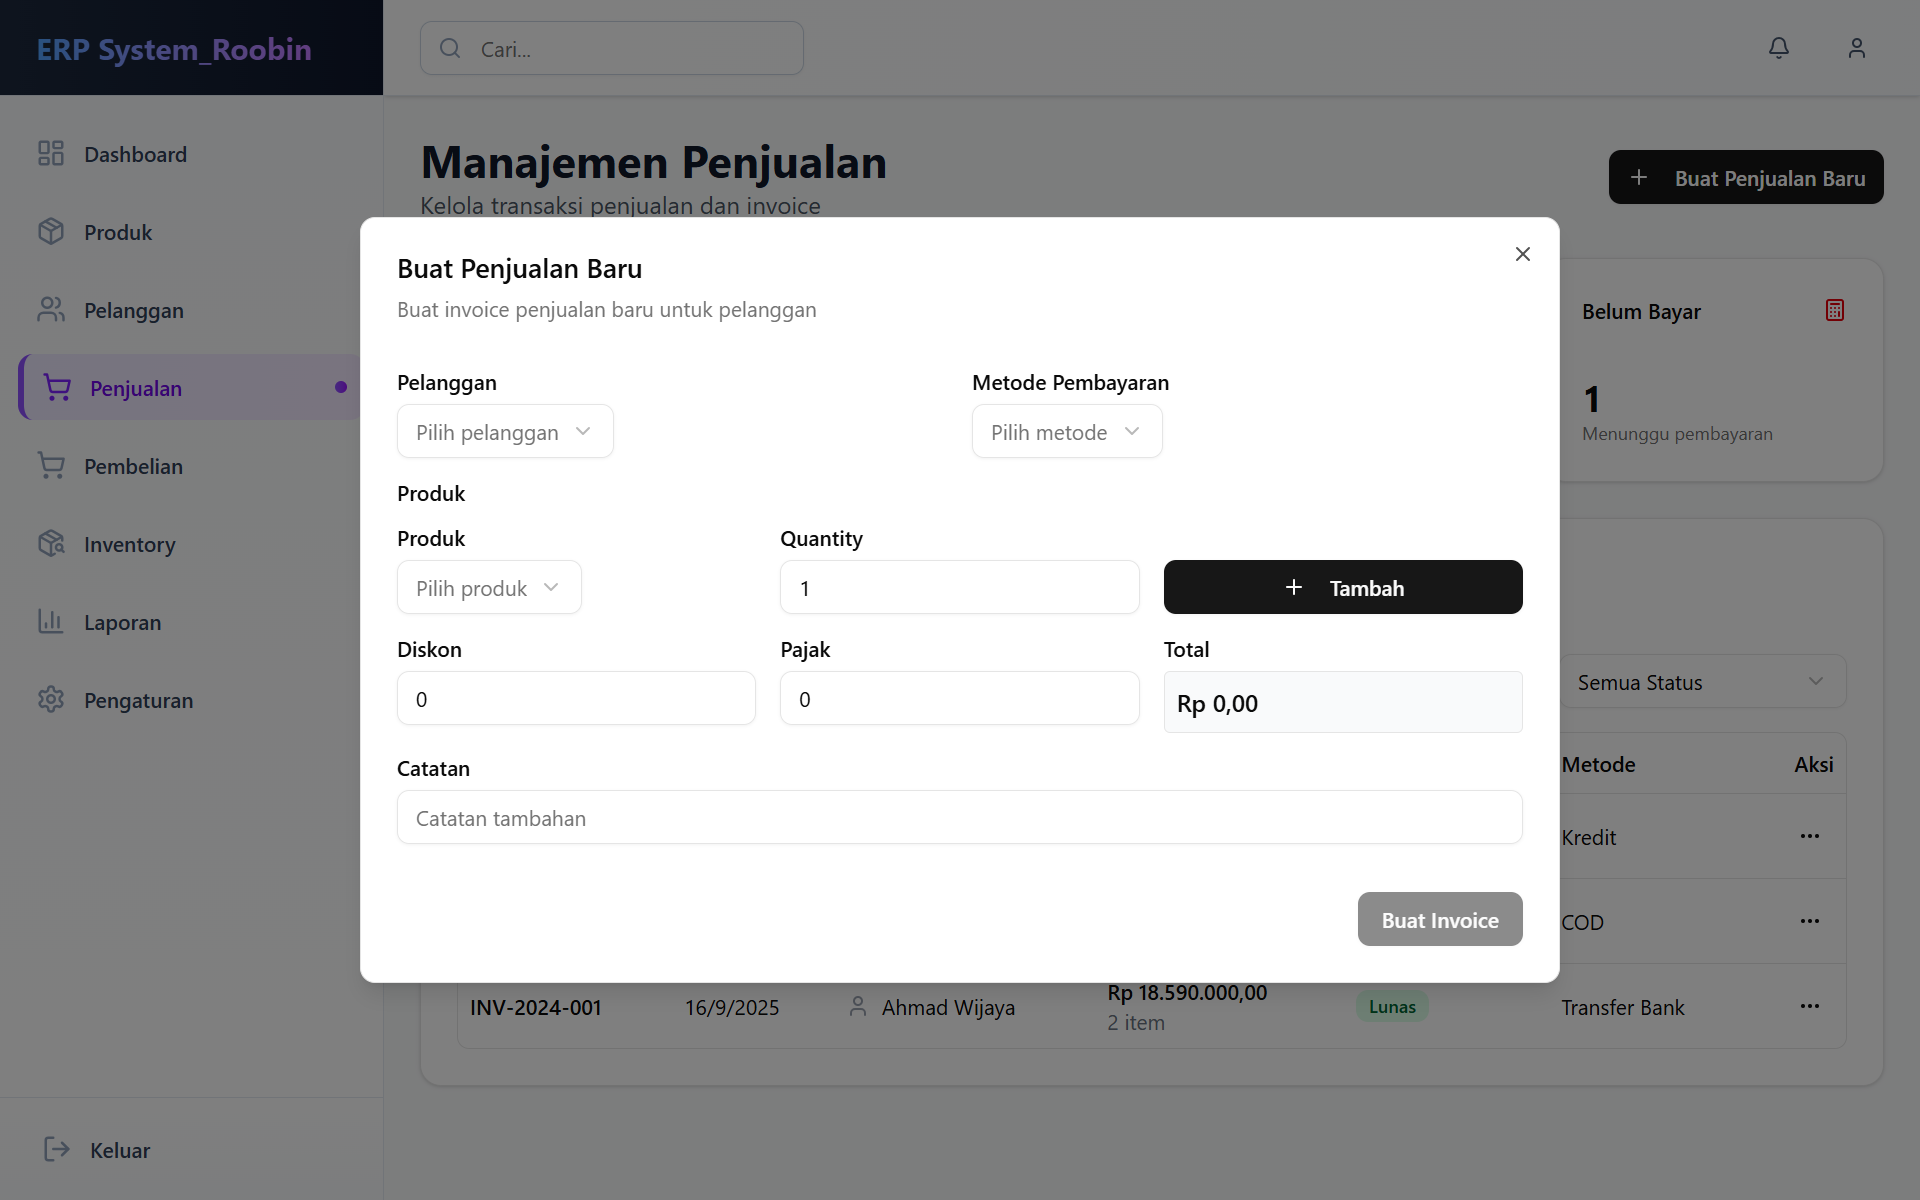 ERP System_Roobin
Cari...
Dashboard
Produk
Pelanggan
Penjualan
Pembelian
Inventory
Laporan
Pengaturan
Keluar
Manajemen Penjualan
Kelola transaksi penjualan dan invoice
Buat Penjualan Baru
Belum Bayar
1
Menunggu pembayaran
Semua Status
Metode Aksi
Kredit
COD
INV-2024-001 16/9/2025 Ahmad Wijaya Rp 18.590.000,00 Lunas Transfer Bank
2 item
Buat Penjualan Baru
Buat invoice penjualan baru untuk pelanggan
Pelanggan Metode Pembayaran
Pilih pelanggan Pilih metode
Produk
Produk Quantity
Pilih produk 1 Tambah
Diskon Pajak Total
0 0 Rp 0,00
Catatan
Catatan tambahan
Buat Invoice